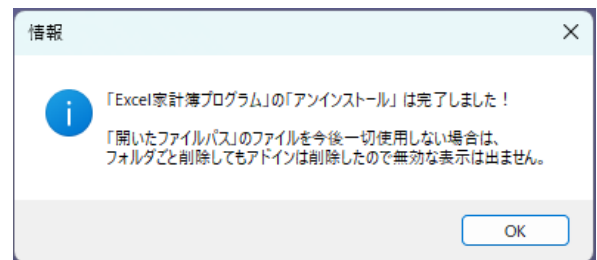 情報
「Excel家計簿プログラム」の「アンインストール」は完了しました！
「開いたファイルパス」のファイルを今後一切使用しない場合は、
フォルダごと削除してもアドインは削除したので無効な表示は出ません。
OK